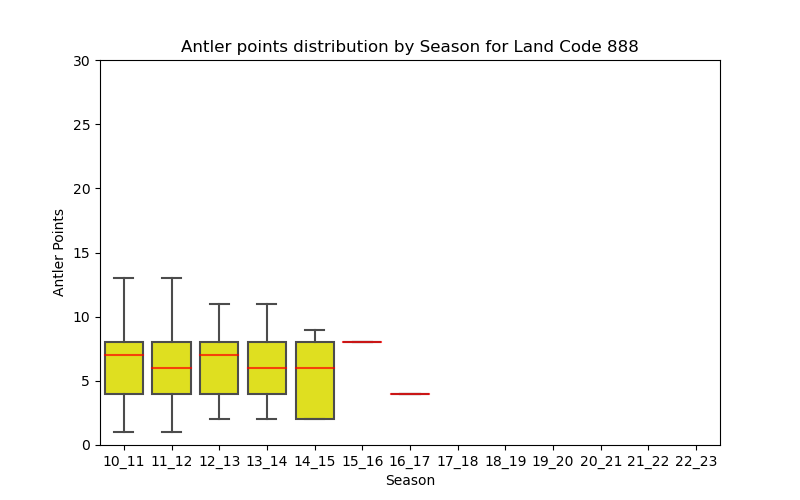 Antler points distribution by Season for Land Code 888
30
25
20
15
10
5
0
Antler Points
10_11 11_12 12_13 13_14 14_15 15_16 16_17 17_18 18_19 19_20 20_21 21_22 22_23
Season